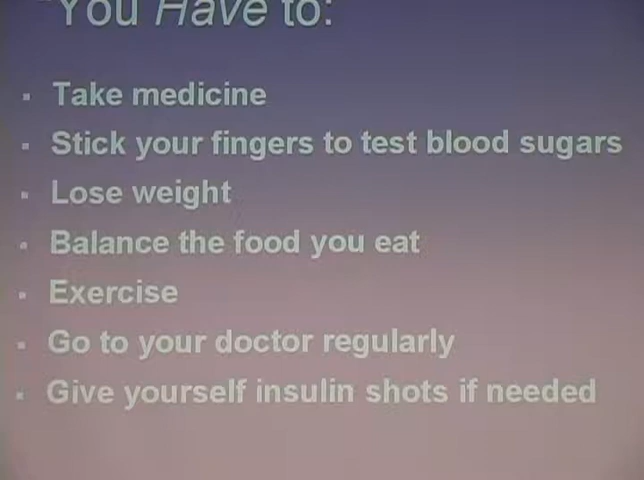 "You Have to:
▪ Take medicine
▪ Stick your fingers to test blood sugars
▪ Lose weight
▪ Balance the food you eat
▪ Exercise
▪ Go to your doctor regularly
▪ Give yourself insulin shots if needed